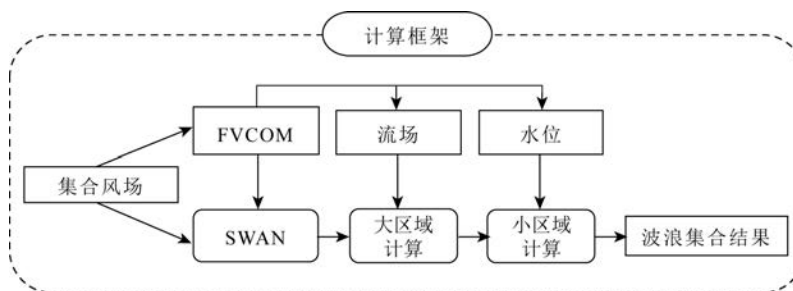 计算框架
FVCOM
流场
水位
集合风场
SWAN
大区域
计算
小区域
计算
波浪集合结果